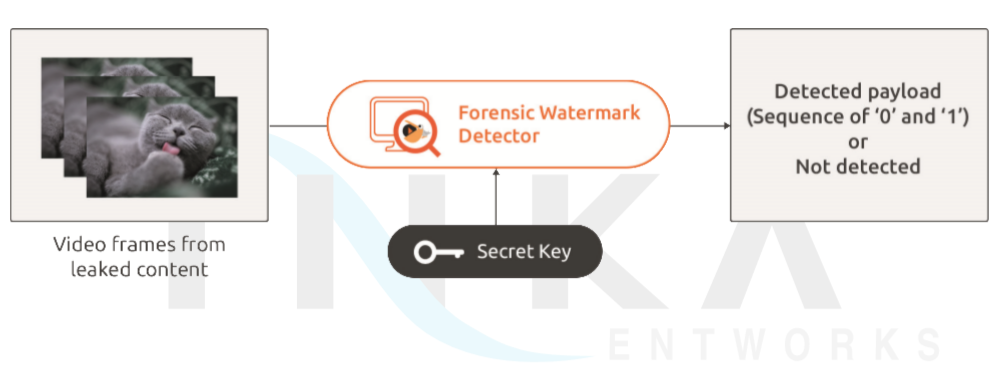 Forensic Watermark
Detector
Detected payload
(Sequence of ‘0’ and ‘1’)
or
Not detected
Video frames from
leaked content
Secret Key
INKA
ENTWORKS